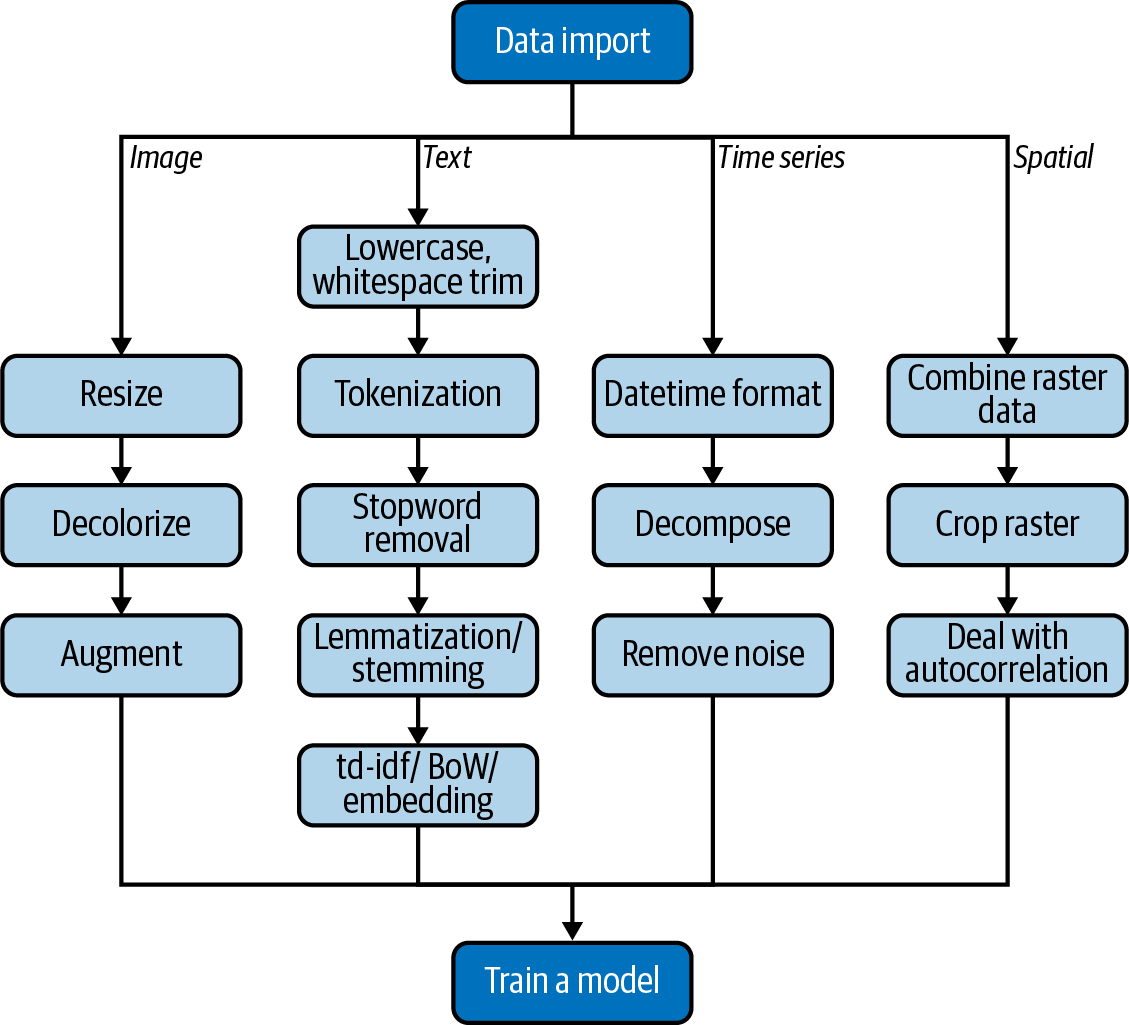 Data import
Image
Text
Time series
Spatial
Lowercase,
whitespace trim
Resize
Tokenization
Datetime format
Combine raster
data
Decolorize
Stopword
removal
Decompose
Crop raster
Augment
Lemmatization/
stemming
Remove noise
Deal with
autocorrelation
td-idf/ BoW/
embedding
Train a model